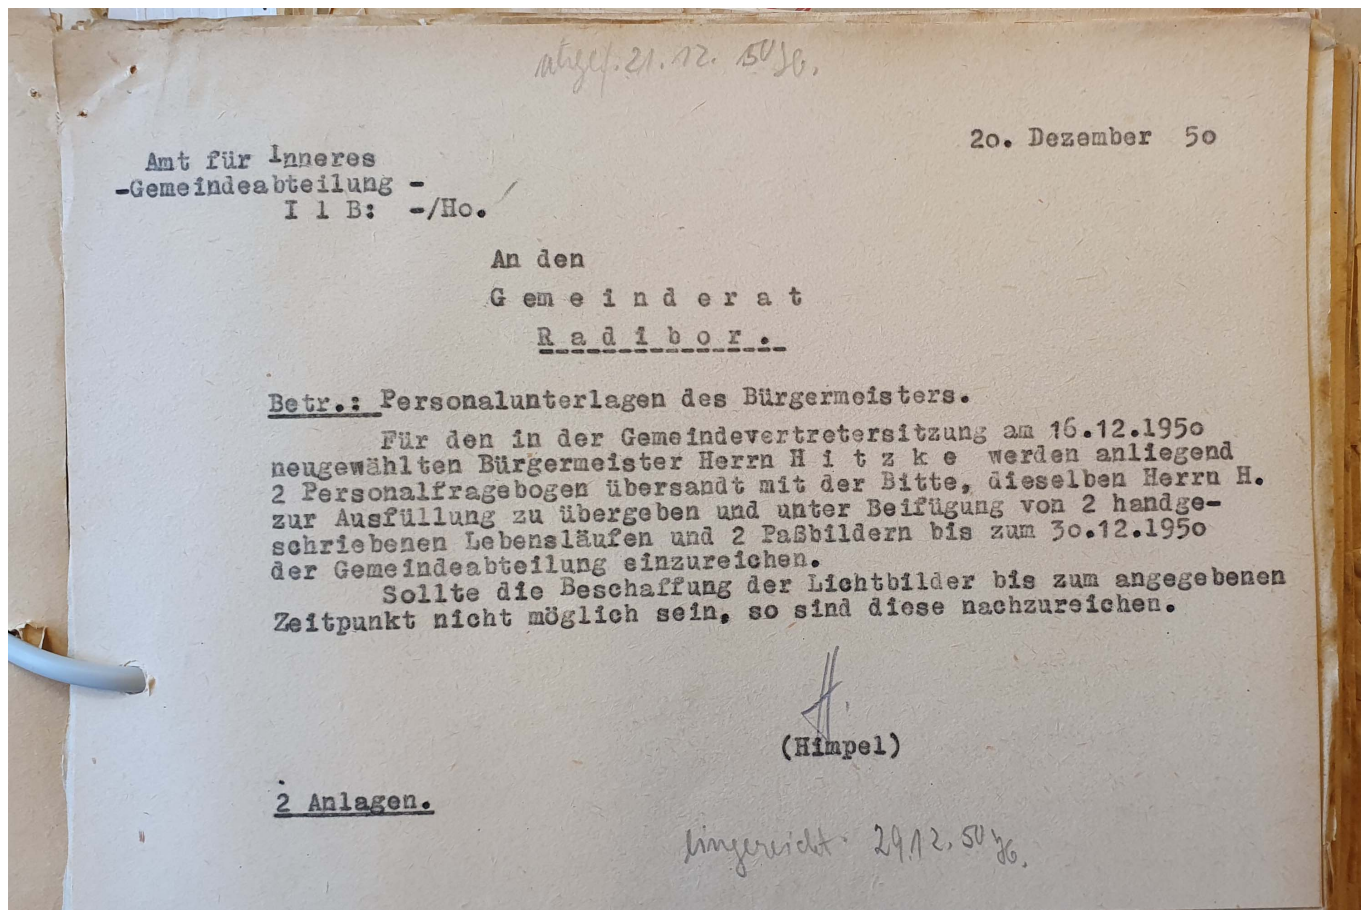 abgef. 21.12.50 Ho.
20. Dezember 50
Amt für Inneres
-Gemeindeabteilung -
I 1 B: -/Ho.
An den
G em e i n d e r a t
R a d i b o r .
Betr.: Personalunterlagen des Bürgermeisters.
Für den in der Gemeindevertretersitzung am 16.12.1950
neugewählten Bürgermeister Herrn H i t z k e werden anliegend
2 Personalfragebogen übersandt mit der Bitte, dieselben Herrn H.
zur Ausfüllung zu übergeben und unter Beifügung von 2 handge-
schriebenen Lebensläufen und 2 Paßbildern bis zum 30.12.1950
der Gemeindeabteilung einzureichen.
Sollte die Beschaffung der Lichtbilder bis zum angegebenen
Zeitpunkt nicht möglich sein, so sind diese nachzureichen.
H.
(Himpel)
2 Anlagen.
eingereicht 29.12.50 Ho.